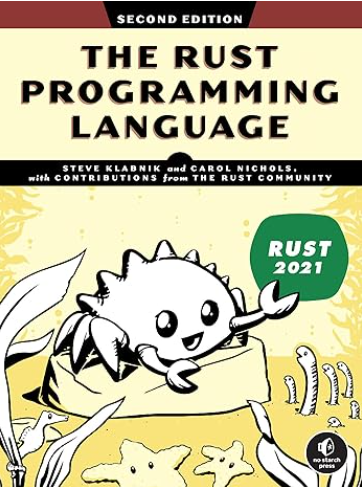 SECOND EDITION
THE RUST
PROGRAMMING
LANGUAGE
STEVE KLABNIK and CAROL NICHOLS,
with CONTRIBUTIONS from THE RUST COMMUNITY
RUST
2021
no starch
press